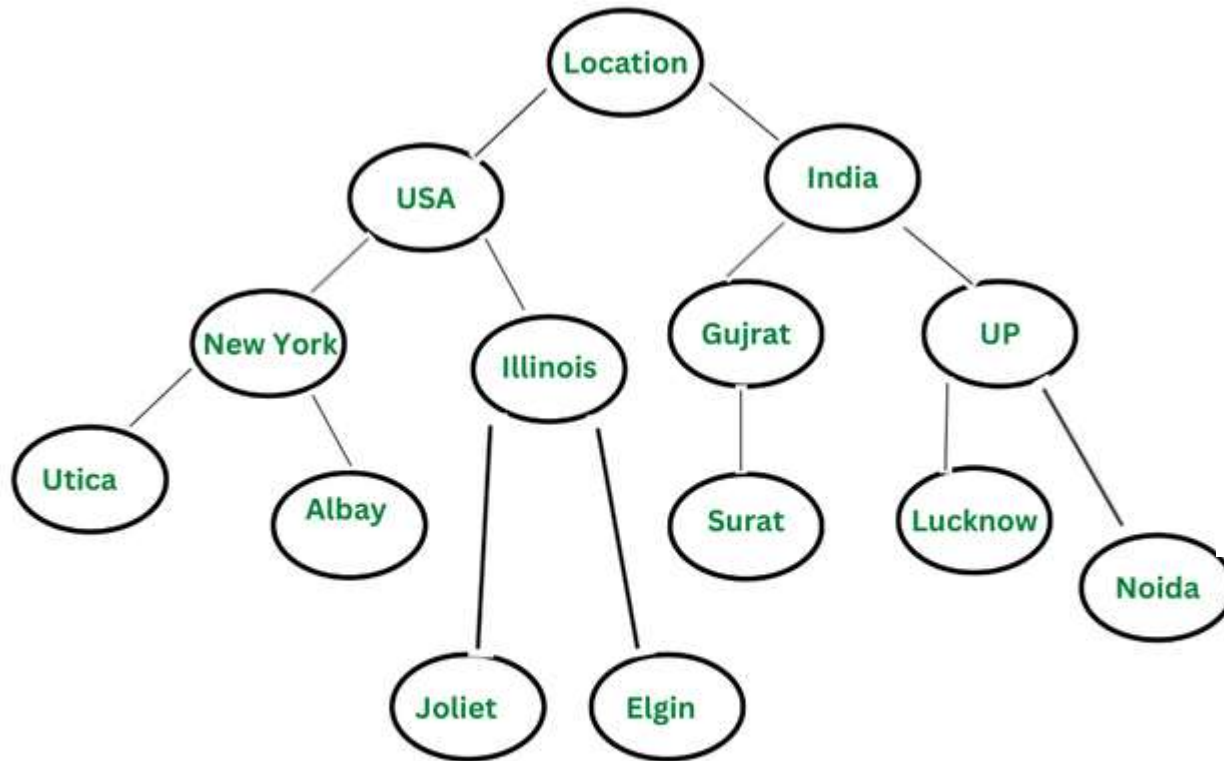 Location
USA
India
New York
Illinois
Gujrat
UP
Utica
Albay
Surat
Lucknow
Noida
Joliet
Elgin